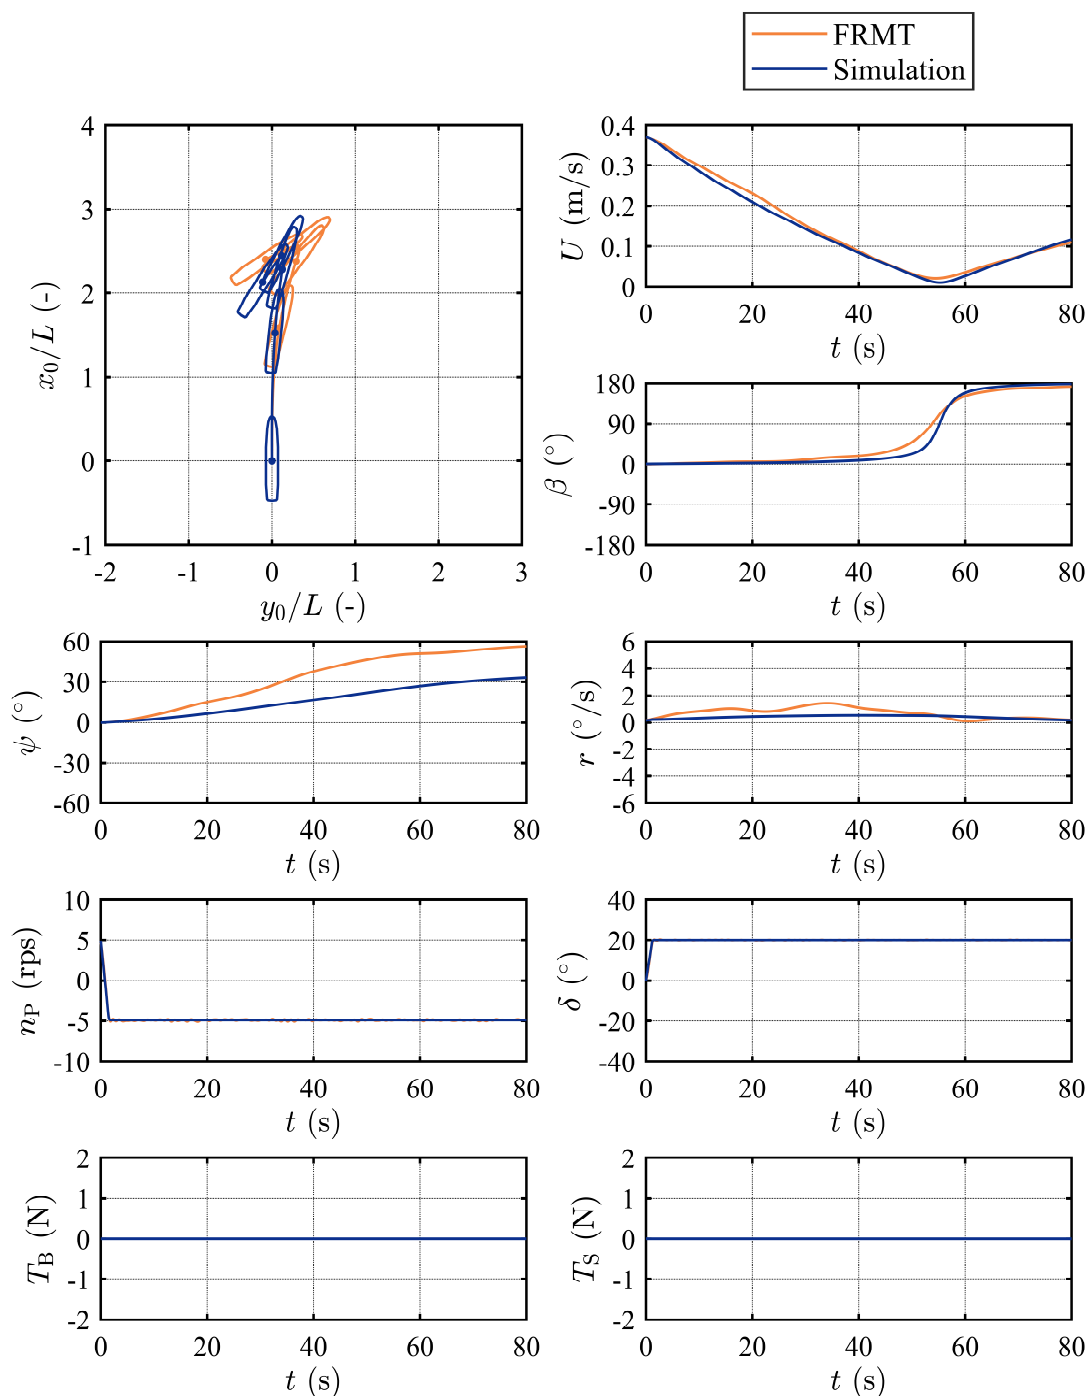 FRMT
Simulation
4
3
2
1
0
-1
-2 -1 0 1 2 3
x₀/L (-)
y₀/L (-)
0.4
0.3
0.2
0.1
0
0 20 40 60 80
U (m/s)
t (s)
180
90
0
-90
-180
0 20 40 60 80
β (°)
t (s)
60
30
0
-30
-60
0 20 40 60 80
ψ (°)
t (s)
6
4
2
0
-2
-4
-6
0 20 40 60 80
r (°/s)
t (s)
10
5
0
-5
-10
0 20 40 60 80
n_P (rps)
t (s)
40
20
0
-20
-40
0 20 40 60 80
δ (°)
t (s)
2
1
0
-1
-2
0 20 40 60 80
T_B (N)
t (s)
2
1
0
-1
-2
0 20 40 60 80
T_S (N)
t (s)